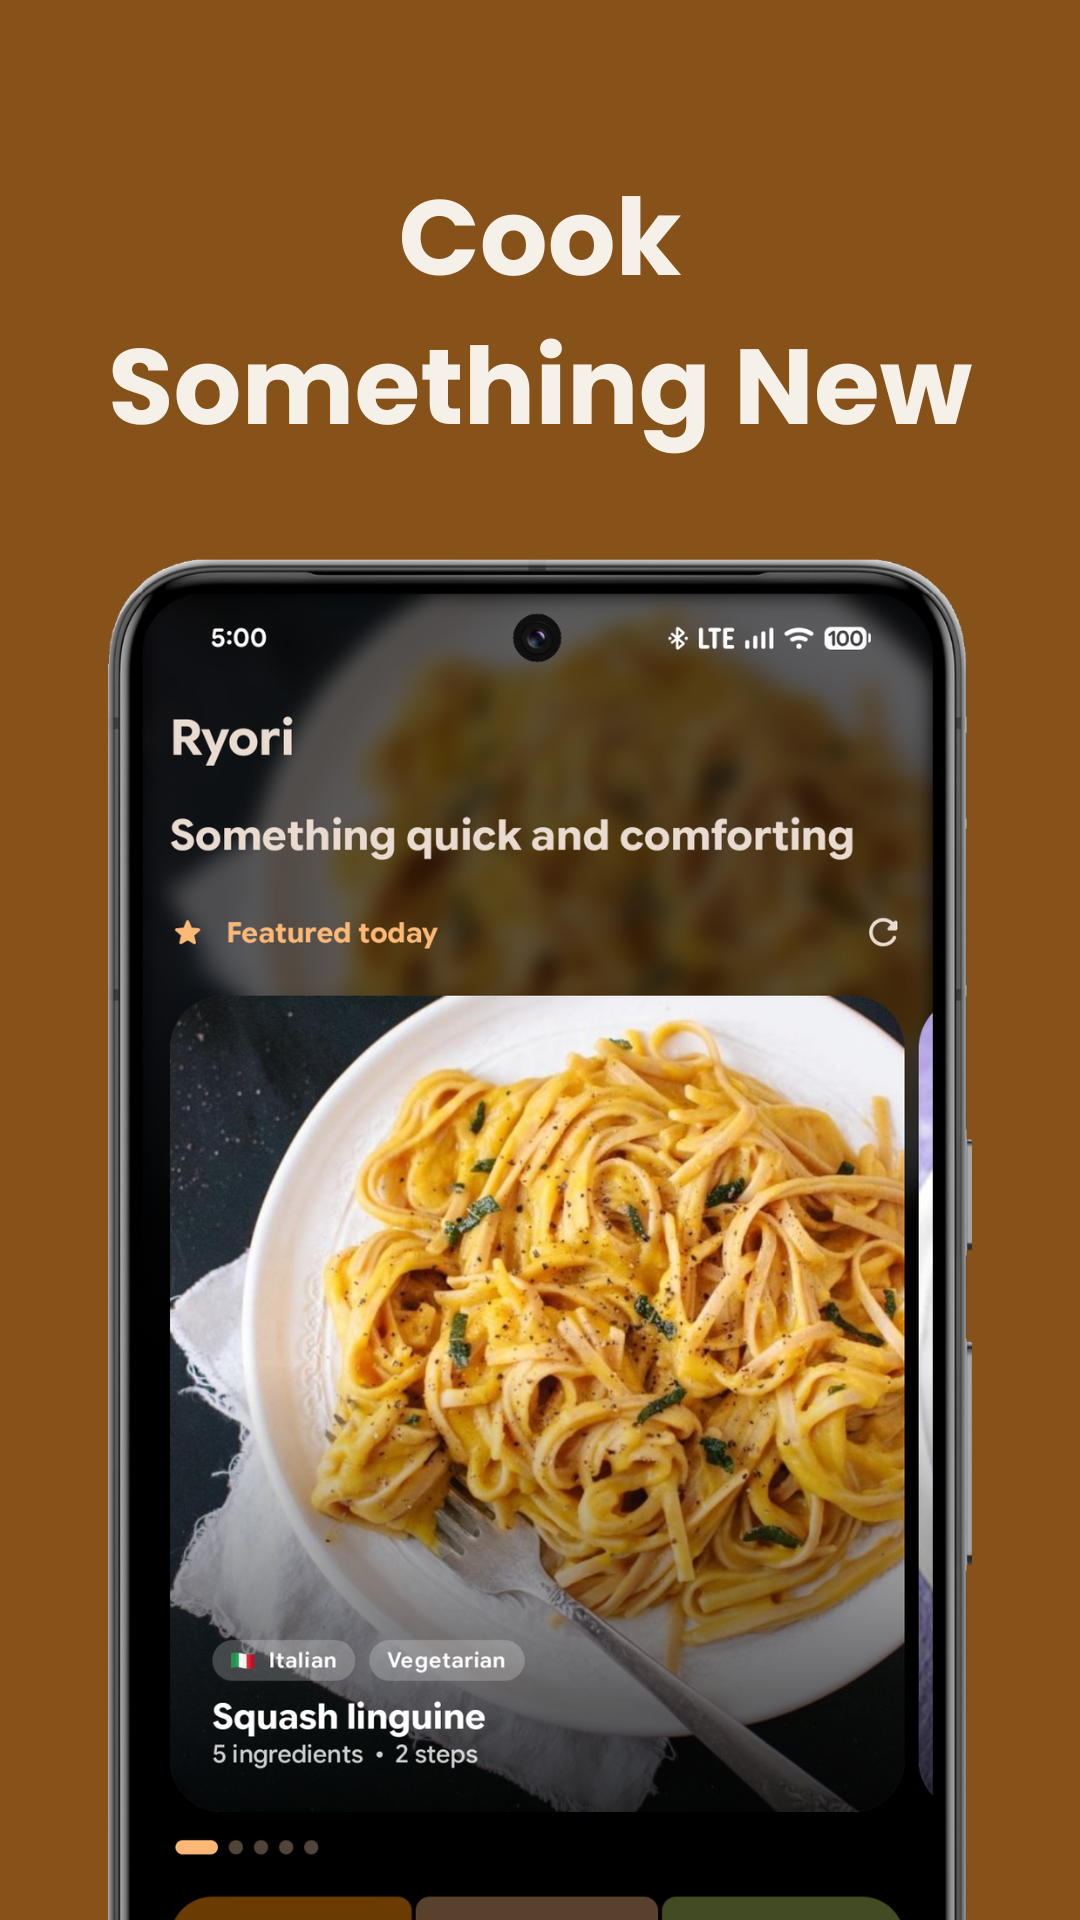 Cook
Something New
5:00
LTE
100
Ryori
Something quick and comforting
Featured today
Italian
Vegetarian
Squash linguine
5 ingredients • 2 steps